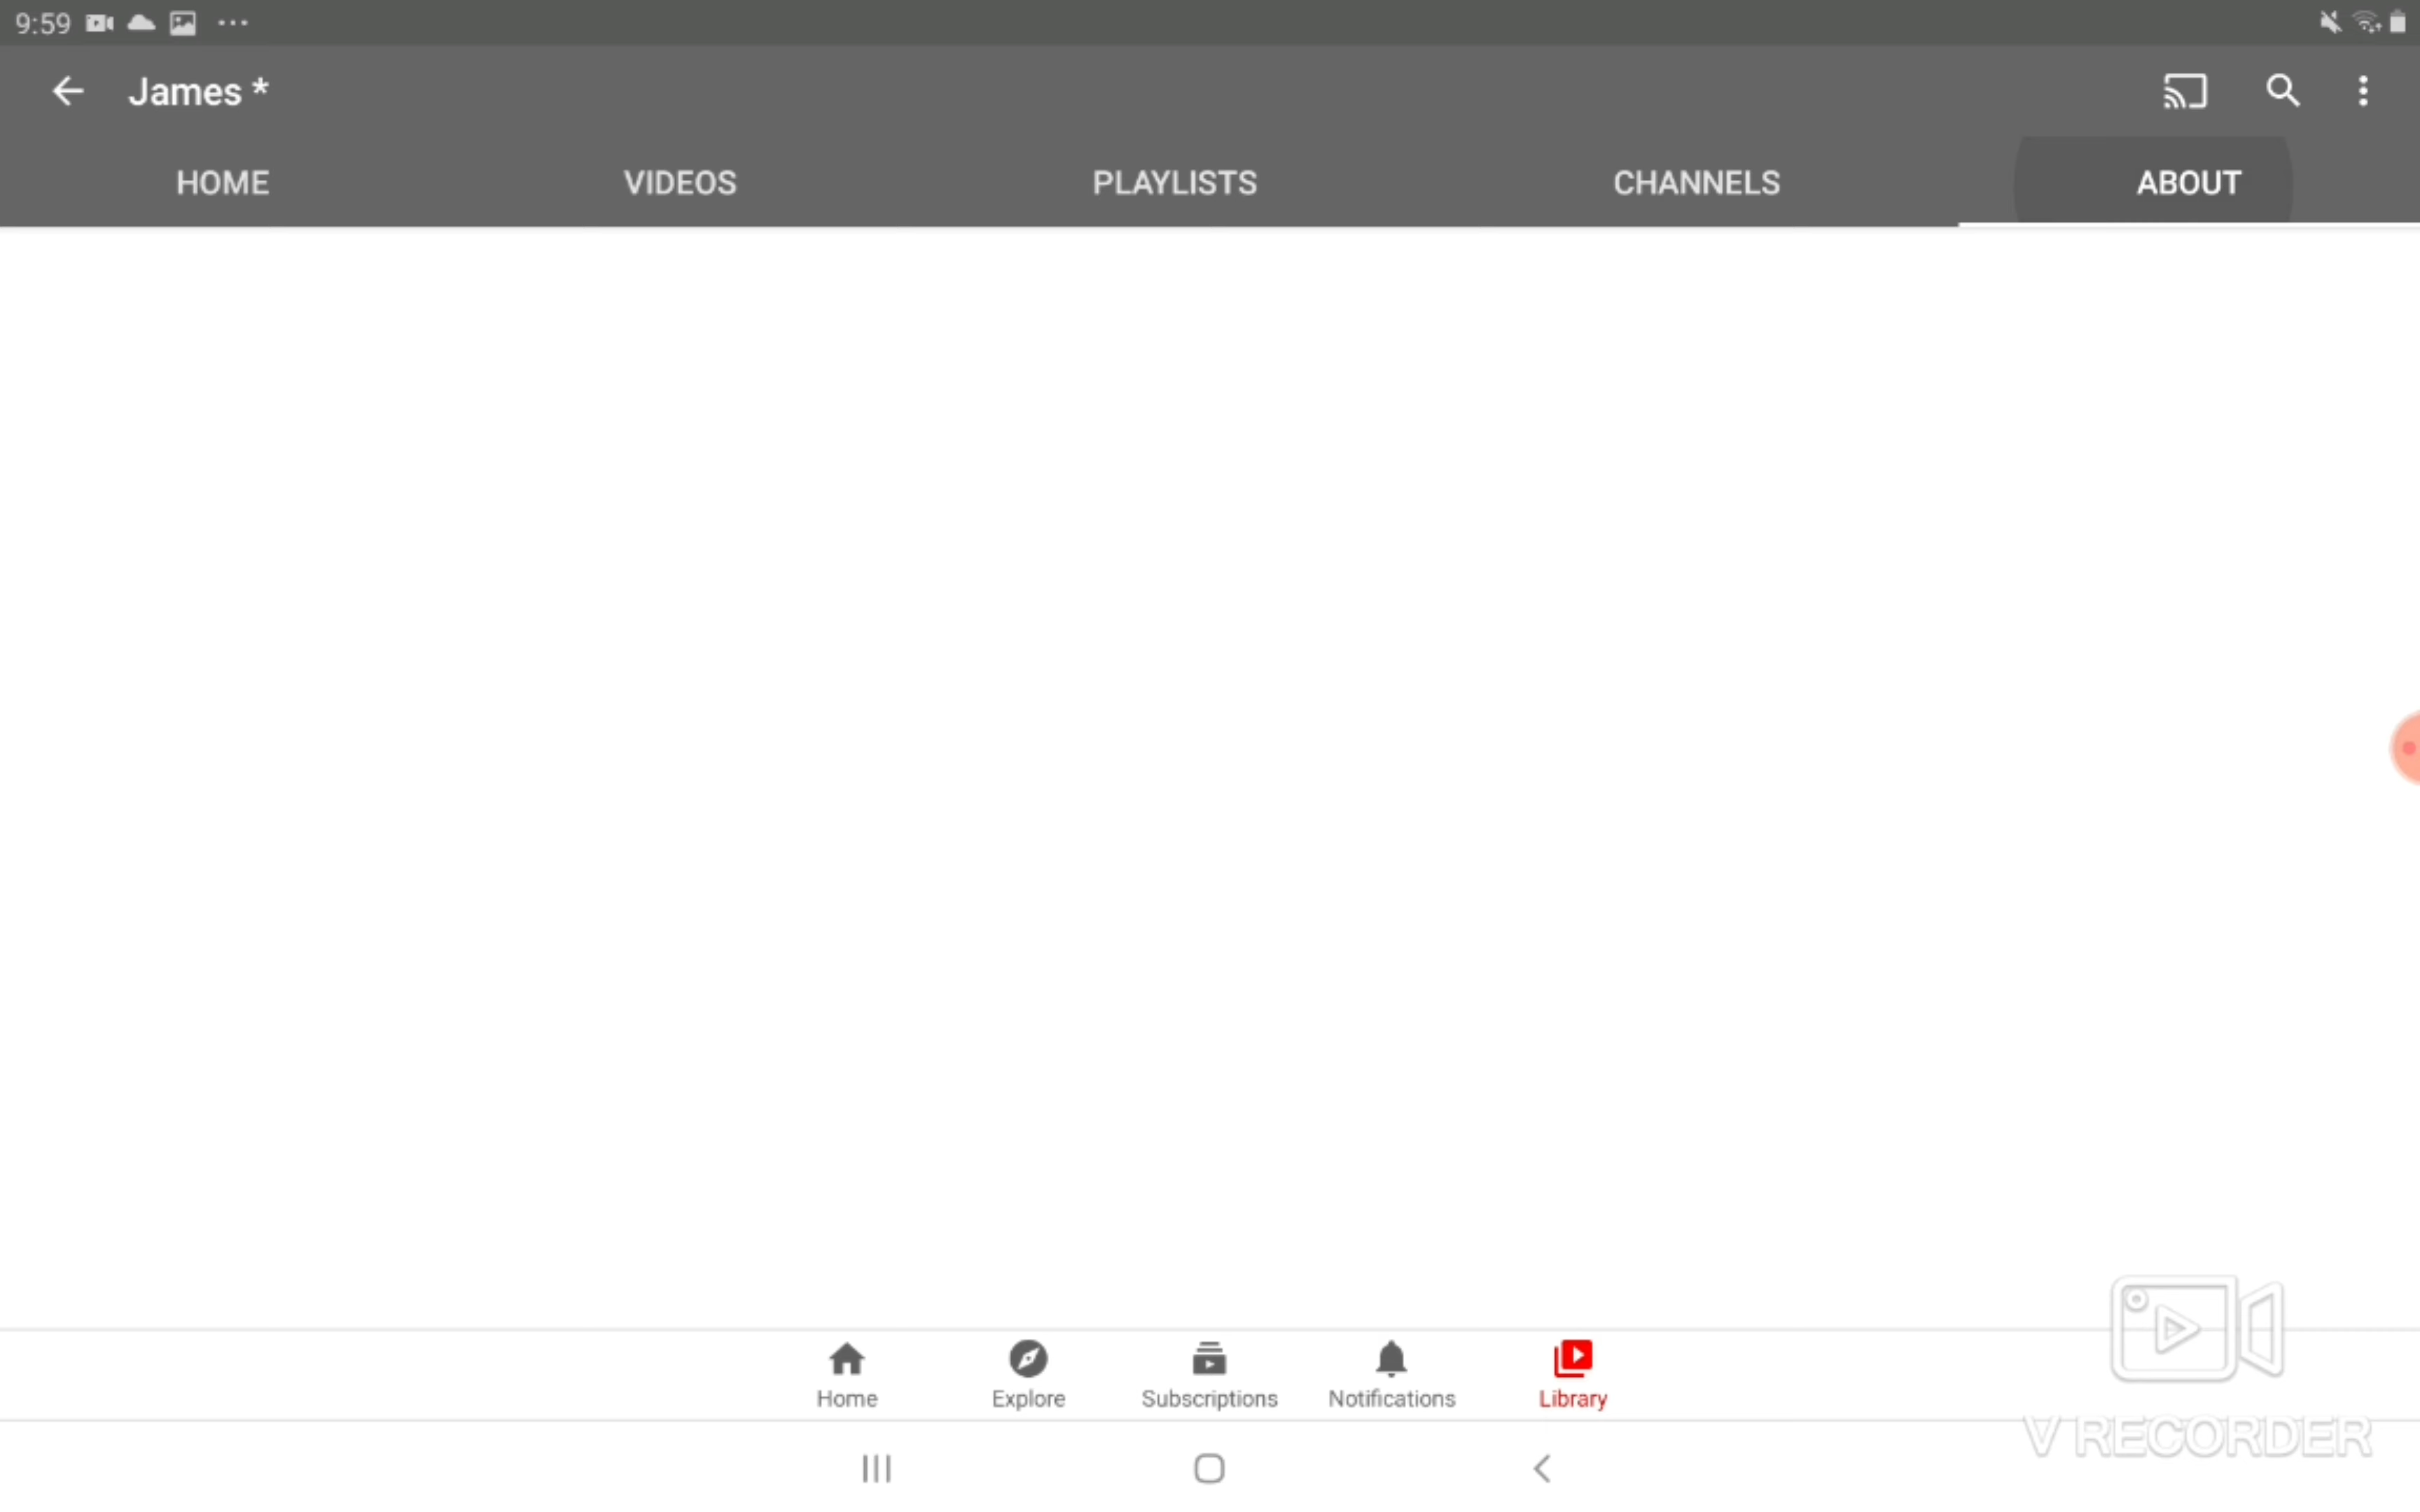 9:59
James *
HOME VIDEOS PLAYLISTS CHANNELS ABOUT
Home Explore Subscriptions Notifications Library
V RECORDER